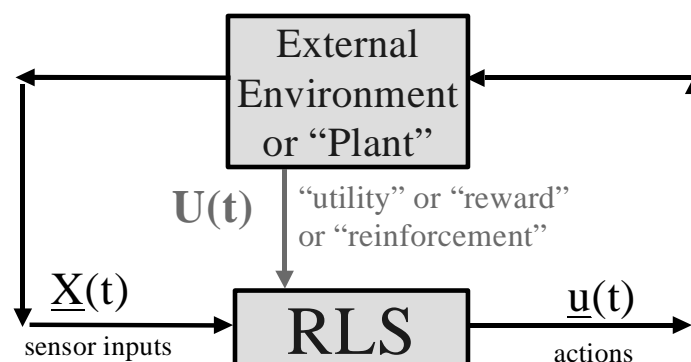 External
Environment
or “Plant”
U(t)
“utility” or “reward”
or “reinforcement”
X(t)
sensor inputs
RLS
u(t)
actions